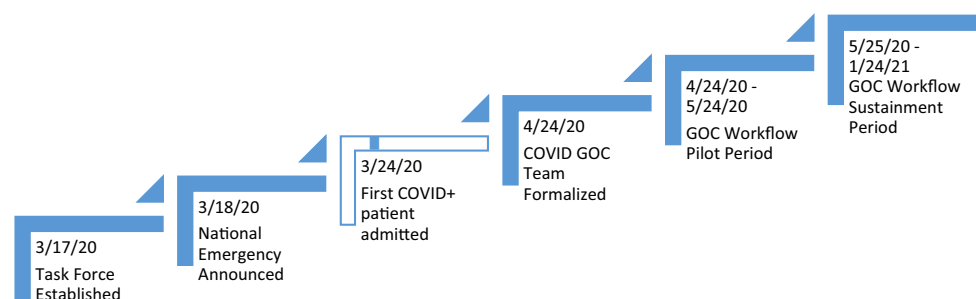 3/17/20
Task Force
Established
3/18/20
National
Emergency
Announced
3/24/20
First COVID+
patient
admitted
4/24/20
COVID GOC
Team
Formalized
4/24/20 -
5/24/20
GOC Workflow
Pilot Period
5/25/20 -
1/24/21
GOC Workflow
Sustainment
Period